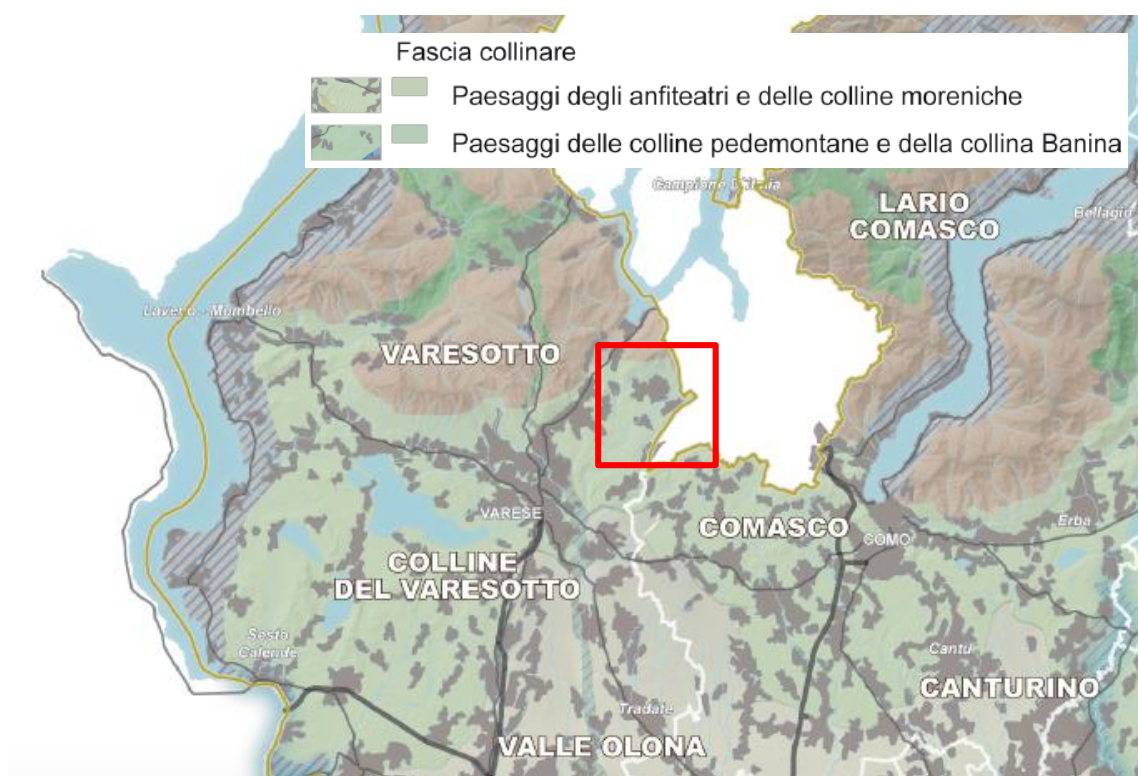 Fascia collinare
Paesaggi degli anfiteatri e delle colline moreniche
Paesaggi delle colline pedemontane e della collina Banina
Campione d'Italia
LARIO
COMASCO
Bellagio
Laveno - Mombello
VARESOTTO
VARESE
COMASCO
COMO
Erba
COLLINE
DEL VARESOTTO
Sesto
Calende
Cantù
CANTURINO
Tradate
VALLE OLONA